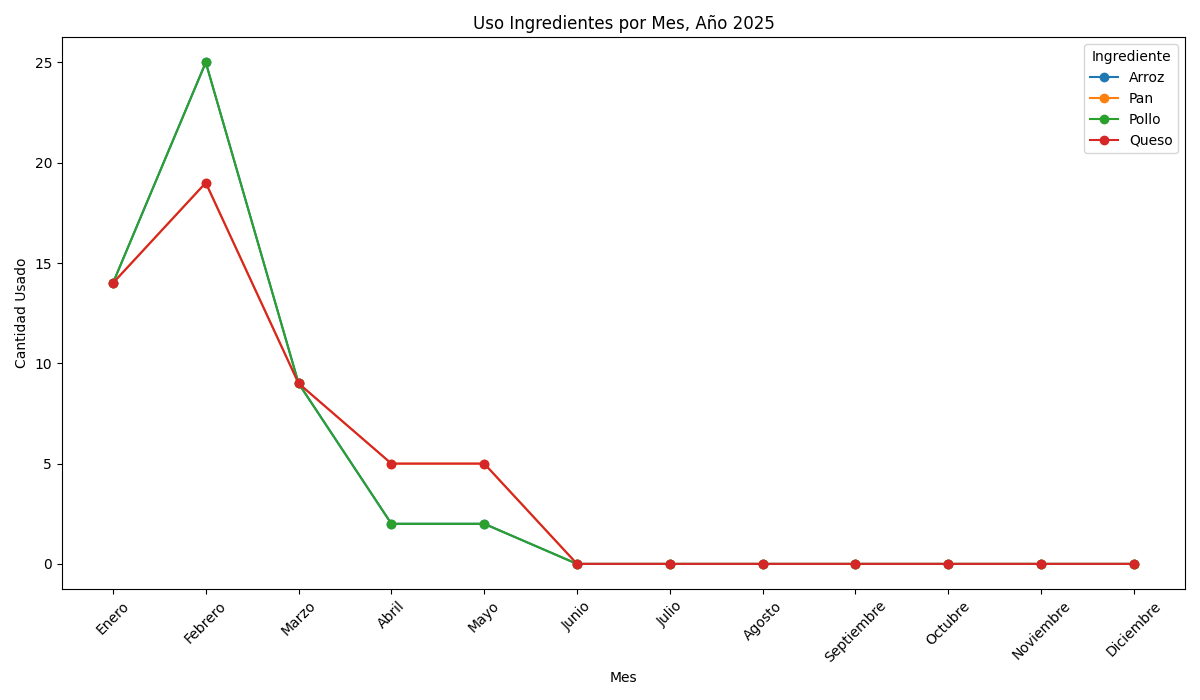 Uso Ingredientes por Mes, Año 2025
Ingrediente
Arroz
Pan
Pollo
Queso
Cantidad Usado
25
20
15
10
5
0
Enero
Febrero
Marzo
Abril
Mayo
Junio
Julio
Agosto
Septiembre
Octubre
Noviembre
Diciembre
Mes